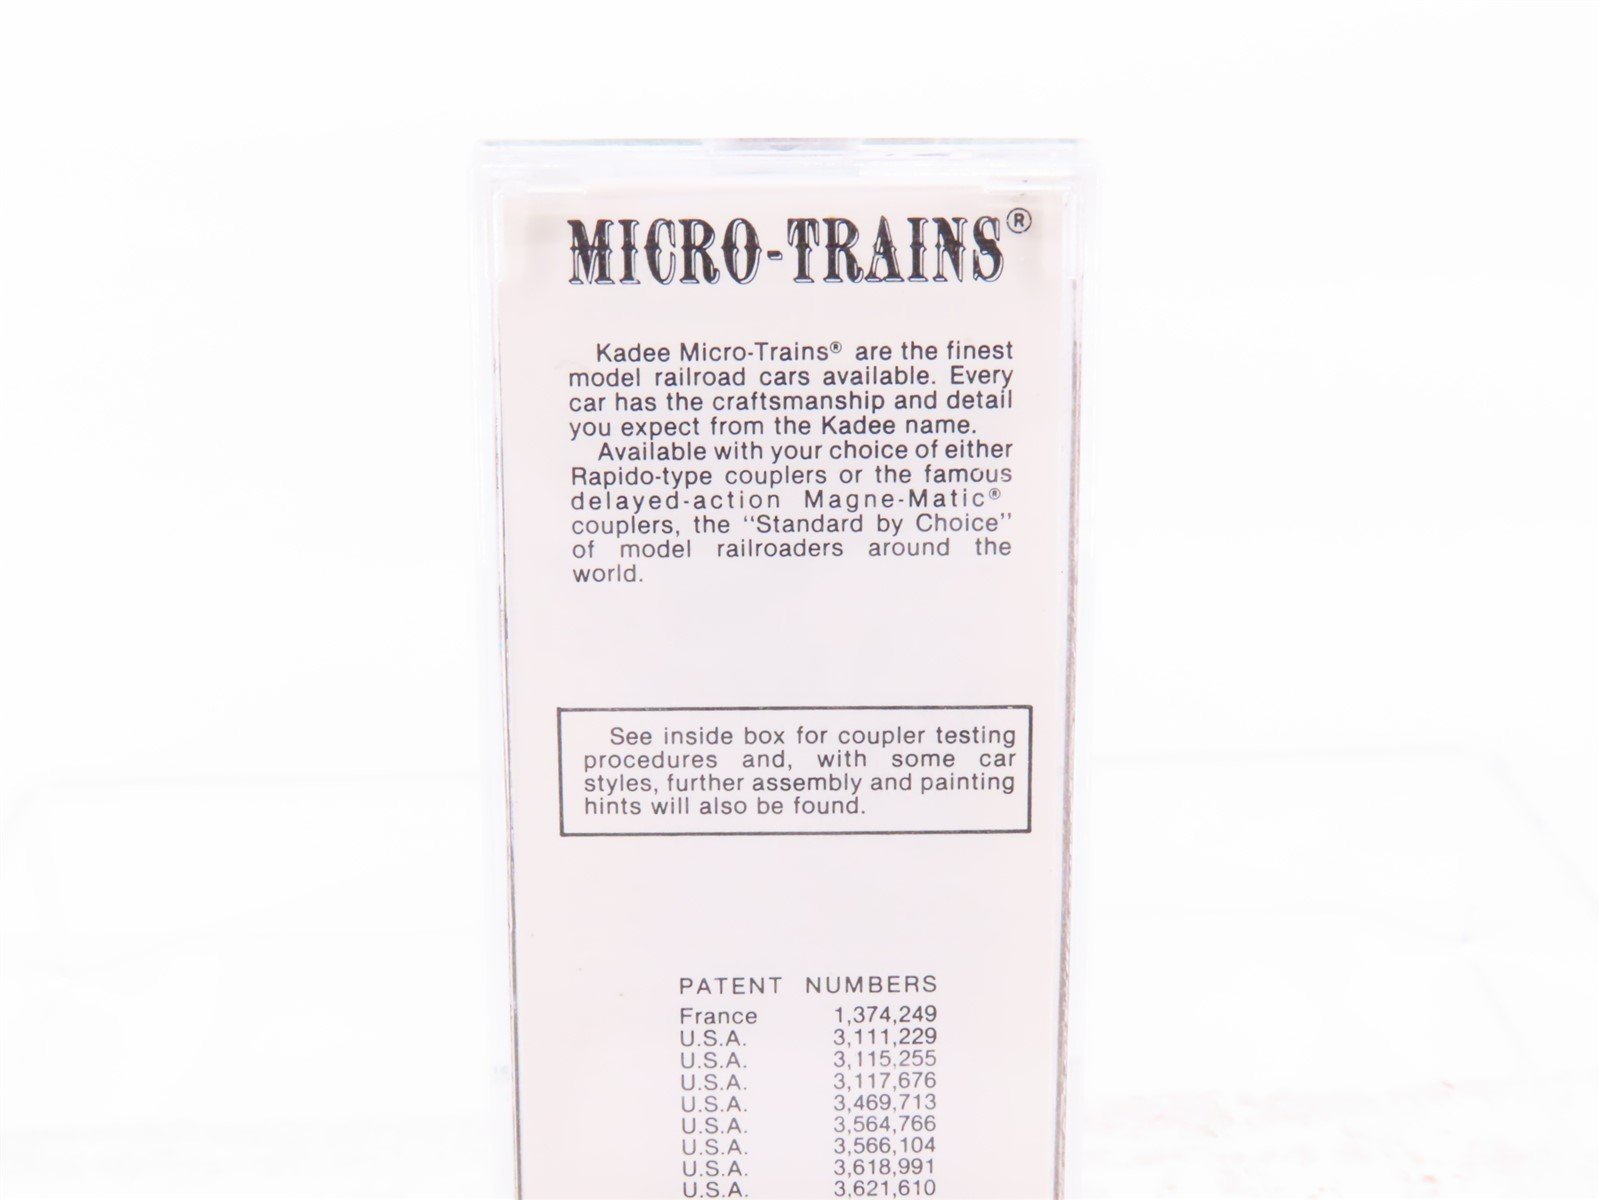 MICRO-TRAINS®
Kadee Micro-Trains® are the finest
model railroad cars available. Every
car has the craftsmanship and detail
you expect from the Kadee name.
Available with your choice of either
Rapido-type couplers or the famous
delayed-action Magne-Matic®
couplers, the "Standard by Choice"
of model railroaders around the
world.
See inside box for coupler testing
procedures and, with some car
styles, further assembly and painting
hints will also be found.
PATENT NUMBERS
France 1,374,249
U.S.A. 3,111,229
U.S.A. 3,115,255
U.S.A. 3,117,676
U.S.A. 3,469,713
U.S.A. 3,564,766
U.S.A. 3,566,104
U.S.A. 3,618,991
U.S.A. 3,621,610